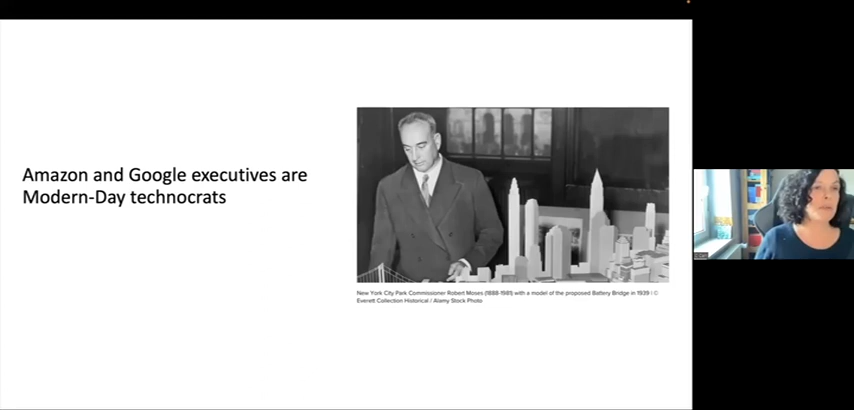 Amazon and Google executives are
Modern-Day technocrats
New York City Park Commissioner Robert Moses (1888-1981) with a model of the proposed Battery Bridge in 1939 | ©
Everett Collection Historical / Alamy Stock Photo